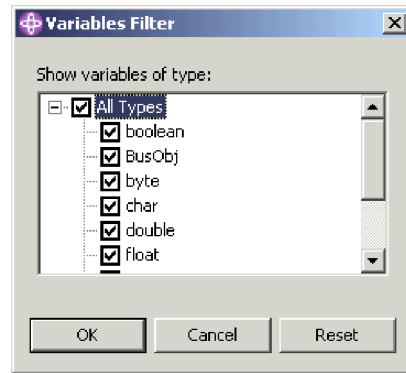 Variables Filter
Show variables of type:
All Types
boolean
BusObj
byte
char
double
float
OK Cancel Reset